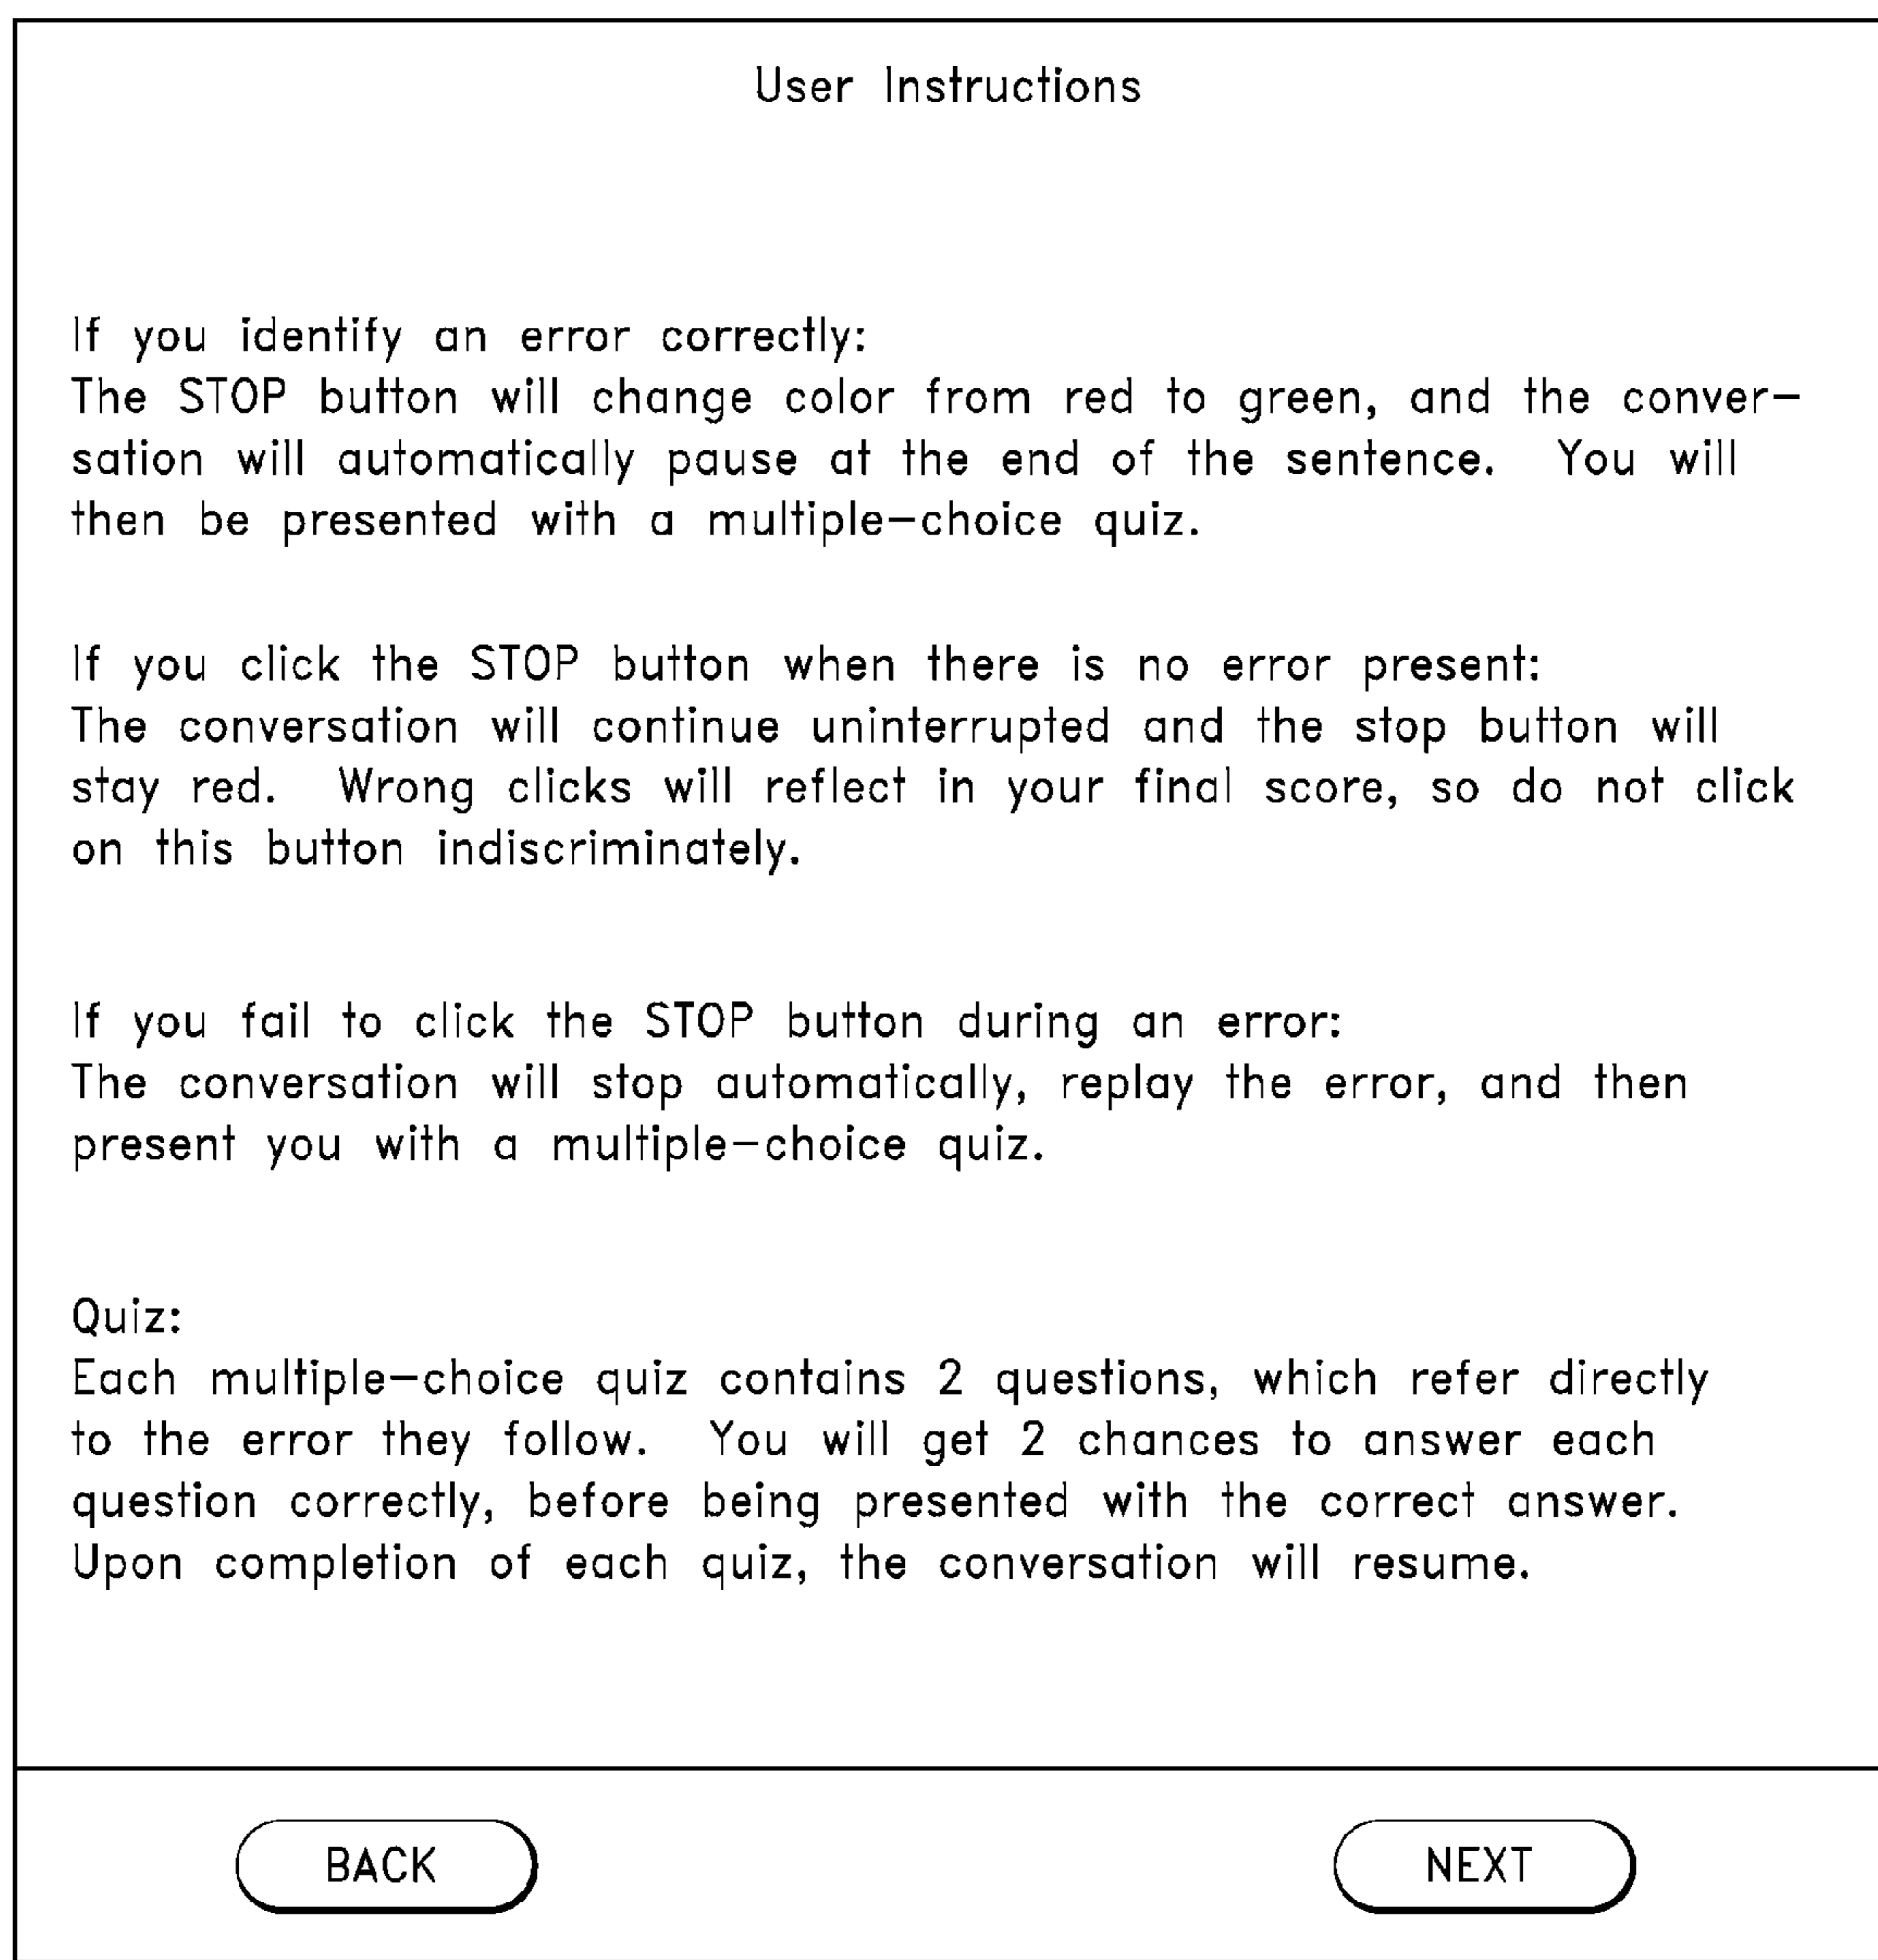 User Instructions
If you identify an error correctly:
The STOP button will change color from red to green, and the conver-
sation will automatically pause at the end of the sentence.  You will
then be presented with a multiple-choice quiz.
If you click the STOP button when there is no error present:
The conversation will continue uninterrupted and the stop button will
stay red.  Wrong clicks will reflect in your final score, so do not click
on this button indiscriminately.
If you fail to click the STOP button during an error:
The conversation will stop automatically, replay the error, and then
present you with a multiple-choice quiz.
Quiz:
Each multiple-choice quiz contains 2 questions, which refer directly
to the error they follow.  You will get 2 chances to answer each
question correctly, before being presented with the correct answer.
Upon completion of each quiz, the conversation will resume.
BACK
NEXT